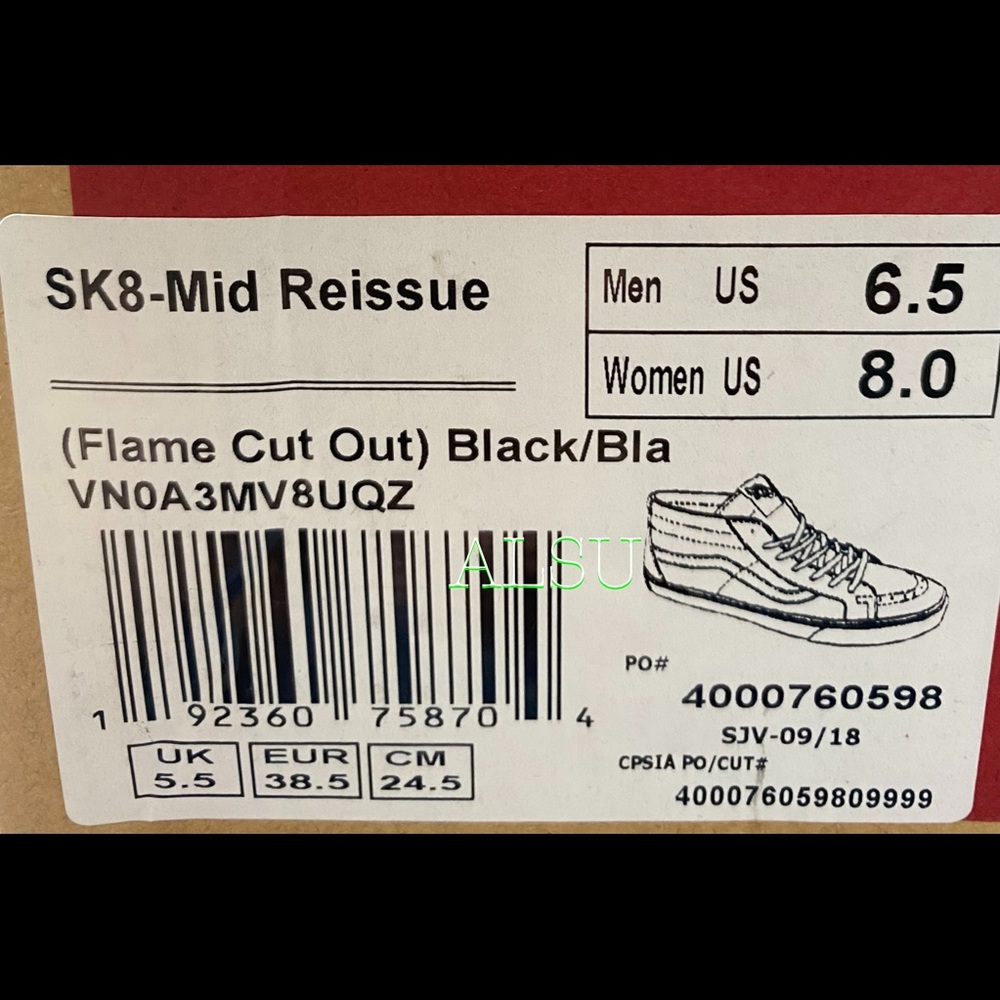 SK8-Mid Reissue
Men US 6.5
Women US 8.0
(Flame Cut Out) Black/Bla
VN0A3MV8UQZ
ALSU
1 92360 75870 4
PO#
4000760598
SJV-09/18
CPSIA PO/CUT#
400076059809999
UK EUR CM
5.5 38.5 24.5